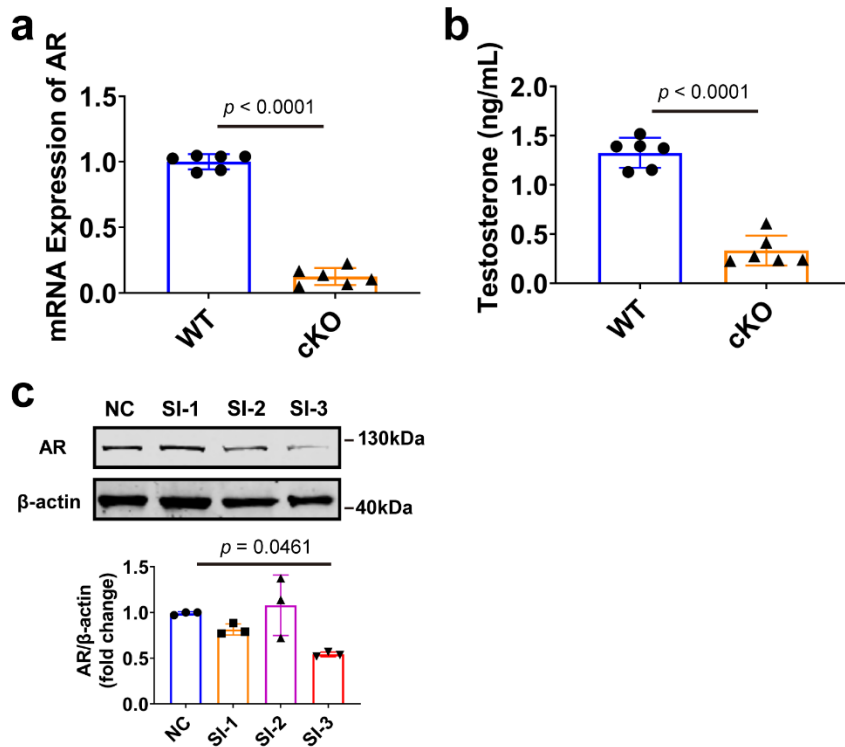 a
mRNA Expression of AR
1.5
1.0
0.5
0.0
p < 0.0001
WT
cKO
b
Testosterone (ng/mL)
2.0
1.5
1.0
0.5
0.0
p < 0.0001
WT
cKO
c
NC SI-1 SI-2 SI-3
AR
130kDa
β-actin
40kDa
AR/β-actin
(fold change)
1.5
1.0
0.5
0.0
p = 0.0461
NC
SI-1
SI-2
SI-3